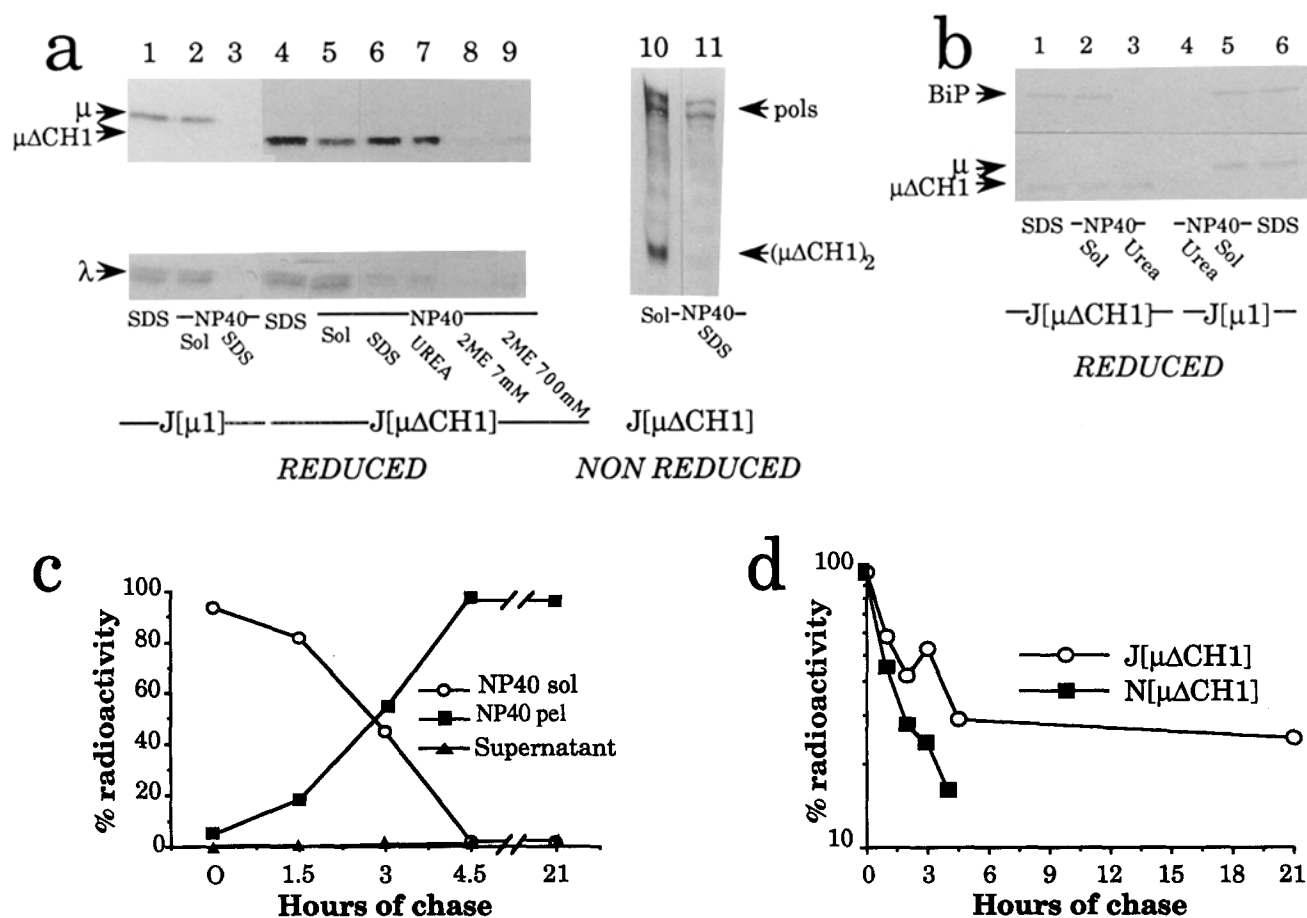 a
1 2 3 4 5 6 7 8 9 10 11
μ
μΔCH1
λ
pols
(μΔCH1)2
SDS -NP40- SDS NP40 Sol-NP40-
Sol SDS Sol SDS UREA 2ME 7mM 2ME 700mM SDS
J[μ1] J[μΔCH1] J[μΔCH1]
REDUCED NON REDUCED
b
1 2 3 4 5 6
BiP
μ
μΔCH1
SDS -NP40- -NP40- SDS
Sol Urea Urea Sol
J[μΔCH1] J[μ1]
REDUCED
c
% radioactivity
100
80
60
40
20
0
NP40 sol
NP40 pel
Supernatant
O 1.5 3 4.5 21
Hours of chase
d
% radioactivity
100
10
J[μΔCH1]
N[μΔCH1]
0 3 6 9 12 15 18 21
Hours of chase